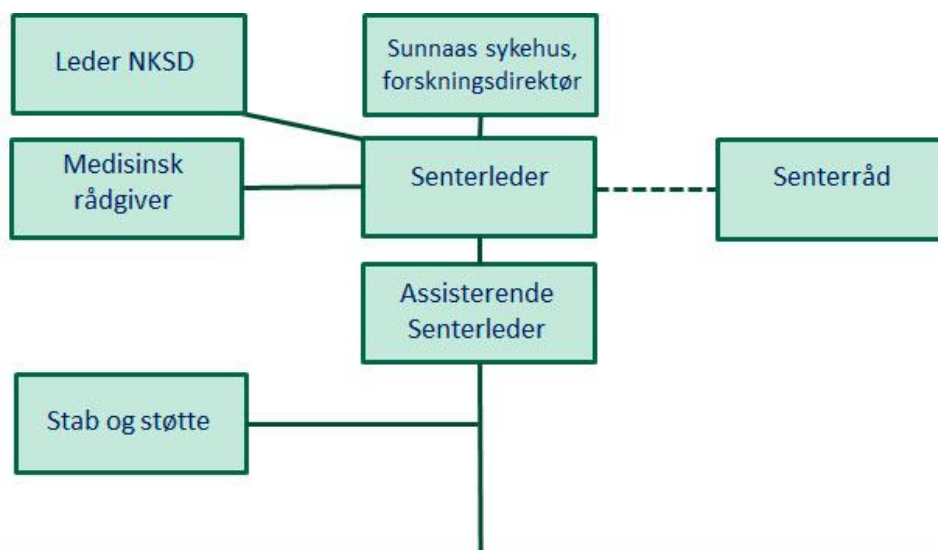 Leder NKSD
Sunnaas sykehus,
forskningsdirektør
Medisinsk
rådgiver
Senterleder
Senterråd
Assisterende
Senterleder
Stab og støtte